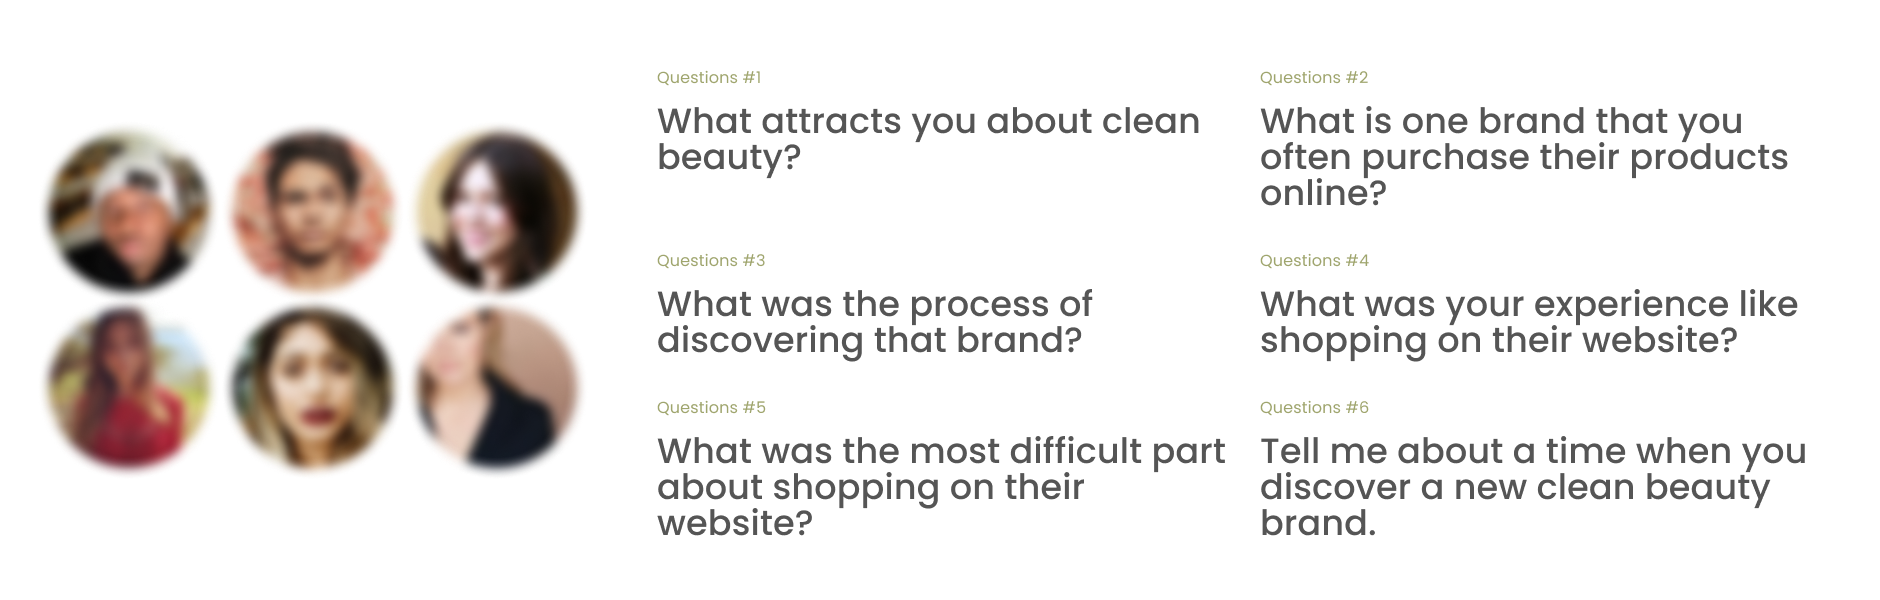 Questions #1
What attracts you about clean
beauty?
Questions #2
What is one brand that you
often purchase their products
online?
Questions #3
What was the process of
discovering that brand?
Questions #4
What was your experience like
shopping on their website?
Questions #5
What was the most difficult part
about shopping on their
website?
Questions #6
Tell me about a time when you
discover a new clean beauty
brand.